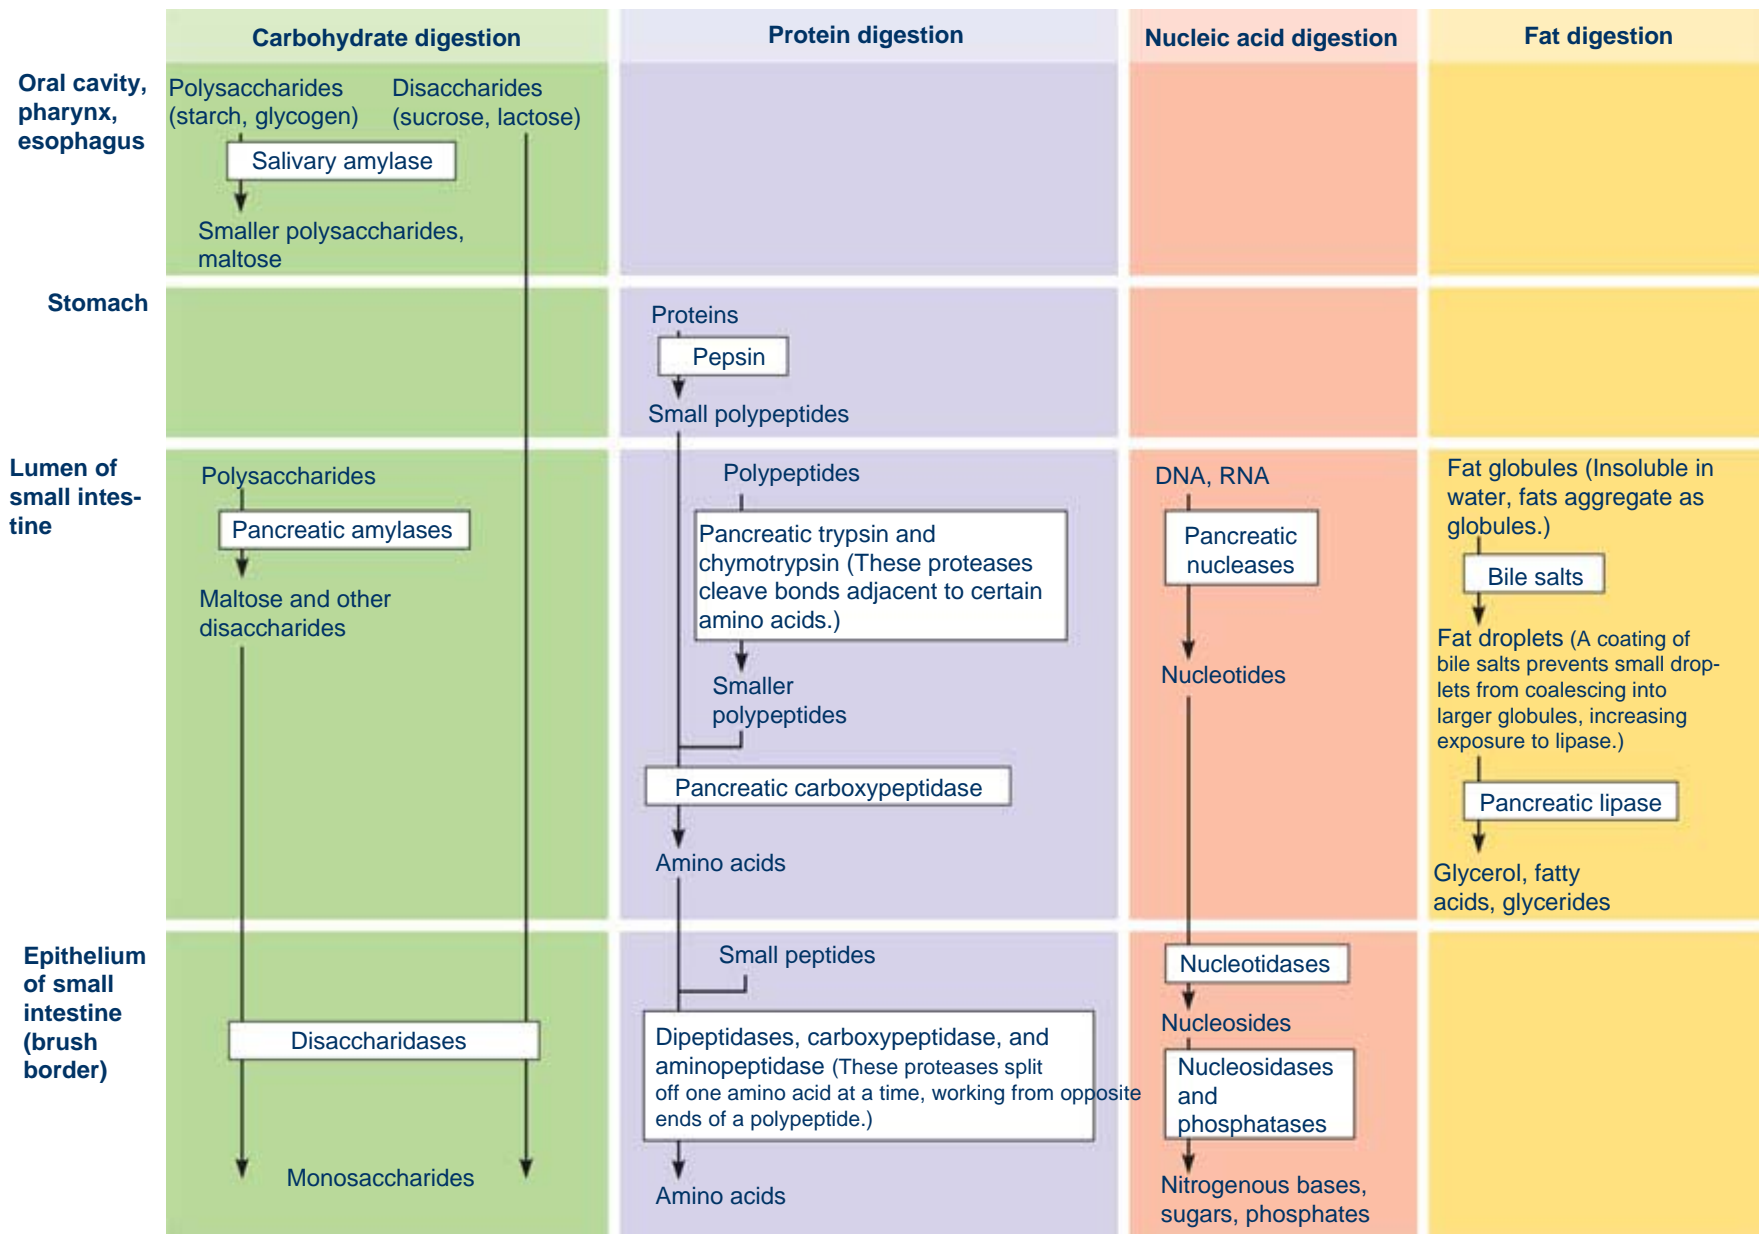 Carbohydrate digestion
Protein digestion
Nucleic acid digestion
Fat digestion
Oral cavity,
pharynx,
esophagus
Polysaccharides
(starch, glycogen)
Disaccharides
(sucrose, lactose)
Salivary amylase
Smaller polysaccharides,
maltose
Stomach
Proteins
Pepsin
Small polypeptides
Lumen of
small intes-
tine
Polysaccharides
Pancreatic amylases
Maltose and other
disaccharides
Polypeptides
Pancreatic trypsin and
chymotrypsin (These proteases
cleave bonds adjacent to certain
amino acids.)
Smaller
polypeptides
Pancreatic carboxypeptidase
Amino acids
DNA, RNA
Pancreatic
nucleases
Nucleotides
Fat globules (Insoluble in
water, fats aggregate as
globules.)
Bile salts
Fat droplets (A coating of
bile salts prevents small drop-
lets from coalescing into
larger globules, increasing
exposure to lipase.)
Pancreatic lipase
Glycerol, fatty
acids, glycerides
Epithelium
of small
intestine
(brush
border)
Disaccharidases
Monosaccharides
Small peptides
Dipeptidases, carboxypeptidase, and
aminopeptidase (These proteases split
off one amino acid at a time, working from opposite
ends of a polypeptide.)
Amino acids
Nucleotidases
Nucleosides
Nucleosidases
and
phosphatases
Nitrogenous bases,
sugars, phosphates